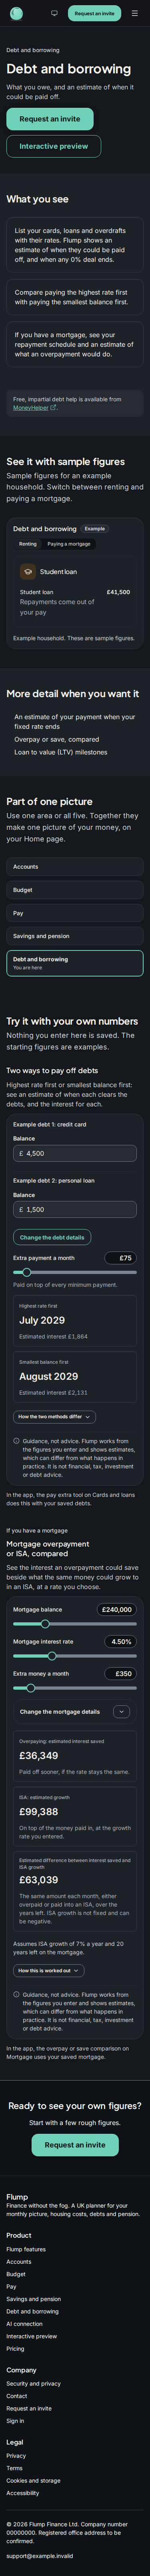 Request an invite
Debt and borrowing
Debt and borrowing
What you owe, and an estimate of when it
could be paid off.
Request an invite
Interactive preview
What you see
List your cards, loans and overdrafts
with their rates. Flump shows an
estimate of when they could be paid
off, and when any 0% deal ends.
Compare paying the highest rate first
with paying the smallest balance first.
If you have a mortgage, see your
repayment schedule and an estimate of
what an overpayment would do.
Free, impartial debt help is available from
MoneyHelper.
See it with sample figures
Sample figures for an example
household. Switch between renting and
paying a mortgage.
Debt and borrowing Example
Renting Paying a mortgage
Student loan
Student loan £41,500
Repayments come out of
your pay
Example household. These are sample figures.
More detail when you want it
An estimate of your payment when your
fixed rate ends
Overpay or save, compared
Loan to value (LTV) milestones
Part of one picture
Use one area or all five. Together they
make one picture of your money, on
your Home page.
Accounts
Budget
Pay
Savings and pension
Debt and borrowing
You are here
Try it with your own numbers
Nothing you enter here is saved. The
starting figures are examples.
Two ways to pay off debts
Highest rate first or smallest balance first:
see an estimate of when each clears the
debts, and the interest for each.
Example debt 1: credit card
Balance
£ 4,500
Example debt 2: personal loan
Balance
£ 1,500
Change the debt details
Extra payment a month £75
Paid on top of every minimum payment.
Highest rate first
July 2029
Estimated interest £1,864
Smallest balance first
August 2029
Estimated interest £2,131
How the two methods differ
Guidance, not advice. Flump works from
the figures you enter and shows estimates,
which can differ from what happens in
practice. It is not financial, tax, investment
or debt advice.
In the app, the pay extra tool on Cards and loans
does this with your saved debts.
If you have a mortgage
Mortgage overpayment
or ISA, compared
See the interest an overpayment could save
beside what the same money could grow to
in an ISA, at a rate you choose.
Mortgage balance £240,000
Mortgage interest rate 4.50%
Extra money a month £350
Change the mortgage details
Overpaying: estimated interest saved
£36,349
Paid off sooner, if the rate stays the same.
ISA: estimated growth
£99,388
On top of the money paid in, at the growth
rate you entered.
Estimated difference between interest saved and
ISA growth
£63,039
The same amount each month, either
overpaid or paid into an ISA, over the
years left. ISA growth is not fixed and can
be negative.
Assumes ISA growth of 7% a year and 20
years left on the mortgage.
How this is worked out
Guidance, not advice. Flump works from
the figures you enter and shows estimates,
which can differ from what happens in
practice. It is not financial, tax, investment
or debt advice.
In the app, the overpay or save comparison on
Mortgage uses your saved mortgage.
Ready to see your own figures?
Start with a few rough figures.
Request an invite
Flump
Finance without the fog. A UK planner for your
monthly picture, housing costs, debts and pension.
Product
Flump features
Accounts
Budget
Pay
Savings and pension
Debt and borrowing
AI connection
Interactive preview
Pricing
Company
Security and privacy
Contact
Request an invite
Sign in
Legal
Privacy
Terms
Cookies and storage
Accessibility
© 2026 Flump Finance Ltd. Company number
00000000. Registered office address to be
confirmed.
support@example.invalid